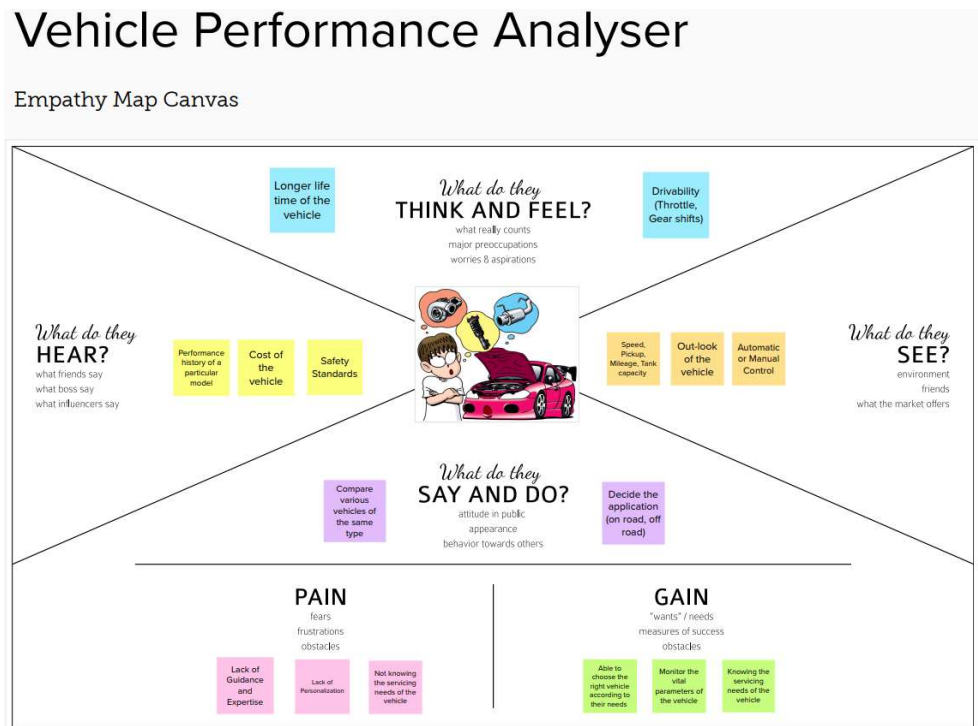 Vehicle Performance Analyser
Empathy Map Canvas
What do they
THINK AND FEEL?
what really counts
major preoccupations
worries & aspirations
Longer life
time of the
vehicle
Drivability
(Throttle,
Gear shifts)
What do they
HEAR?
what friends say
what boss say
what influencers say
Performance
history of a
particular
model
Cost of
the
vehicle
Safety
Standards
Speed,
Pickup,
Mileage, Tank
capacity
Out-look
of the
vehicle
Automatic
or Manual
Control
What do they
SEE?
environment
friends
what the market offers
What do they
SAY AND DO?
attitude in public
appearance
behavior towards others
Compare
various
vehicles of
the same
type
Decide the
application
(on road, off
road)
PAIN
fears
frustrations
obstacles
Lack of
Guidance
and
Expertise
Lack of
Personalization
Not knowing
the servicing
needs of the
vehicle
GAIN
"wants" / needs
measures of success
obstacles
Able to
choose the
right vehicle
according to
their needs
Monitor the
vital
parameters of
the vehicle
Knowing the
servicing
needs of the
vehicle